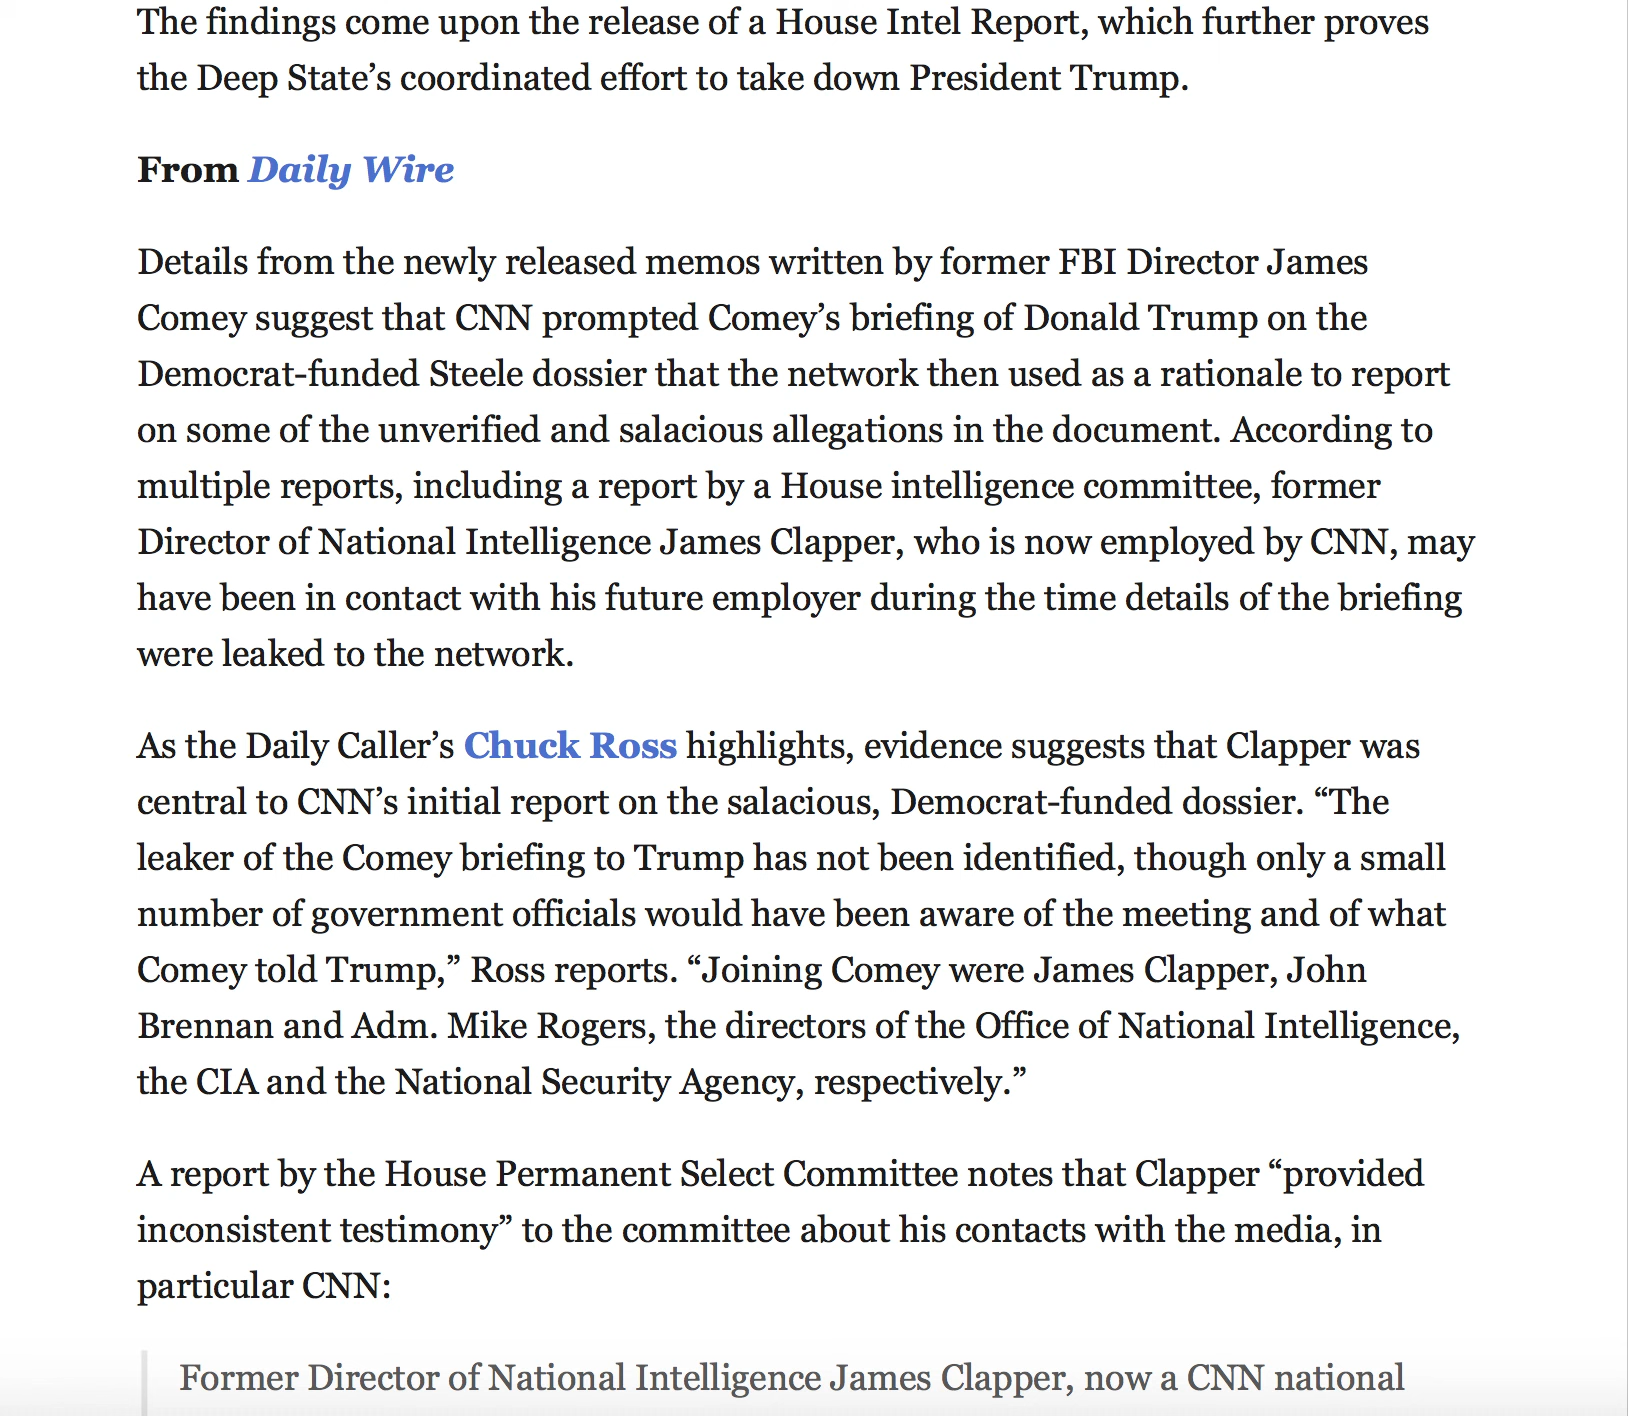 The findings come upon the release of a House Intel Report, which further proves
the Deep State’s coordinated effort to take down President Trump.
From Daily Wire
Details from the newly released memos written by former FBI Director James
Comey suggest that CNN prompted Comey’s briefing of Donald Trump on the
Democrat-funded Steele dossier that the network then used as a rationale to report
on some of the unverified and salacious allegations in the document. According to
multiple reports, including a report by a House intelligence committee, former
Director of National Intelligence James Clapper, who is now employed by CNN, may
have been in contact with his future employer during the time details of the briefing
were leaked to the network.
As the Daily Caller’s Chuck Ross highlights, evidence suggests that Clapper was
central to CNN’s initial report on the salacious, Democrat-funded dossier. “The
leaker of the Comey briefing to Trump has not been identified, though only a small
number of government officials would have been aware of the meeting and of what
Comey told Trump,” Ross reports. “Joining Comey were James Clapper, John
Brennan and Adm. Mike Rogers, the directors of the Office of National Intelligence,
the CIA and the National Security Agency, respectively.”
A report by the House Permanent Select Committee notes that Clapper “provided
inconsistent testimony” to the committee about his contacts with the media, in
particular CNN:
Former Director of National Intelligence James Clapper, now a CNN national